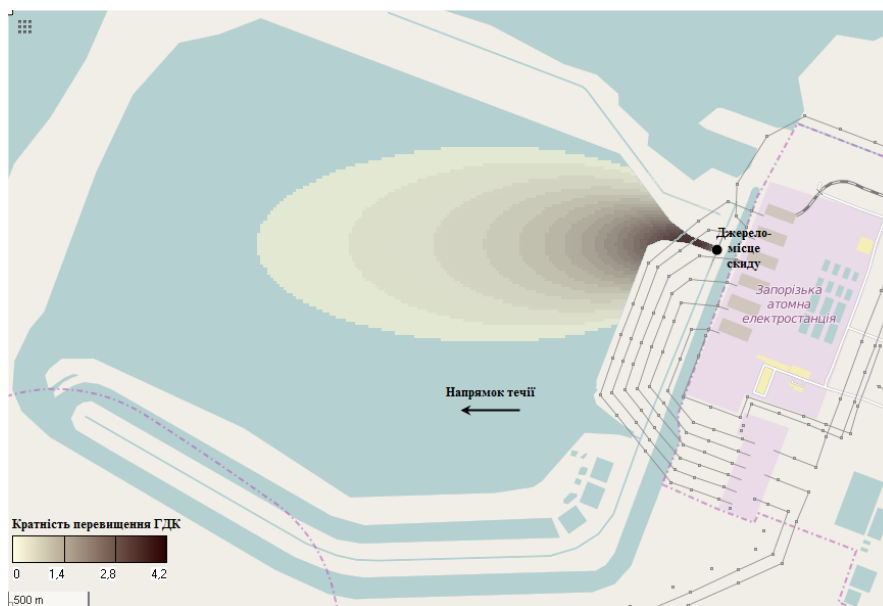 Джерело-
місце
скиду
Запорізька
атомна
електростанція
Напрямок течії
Кратність перевищення ГДК
0 1,4 2,8 4,2
500 m